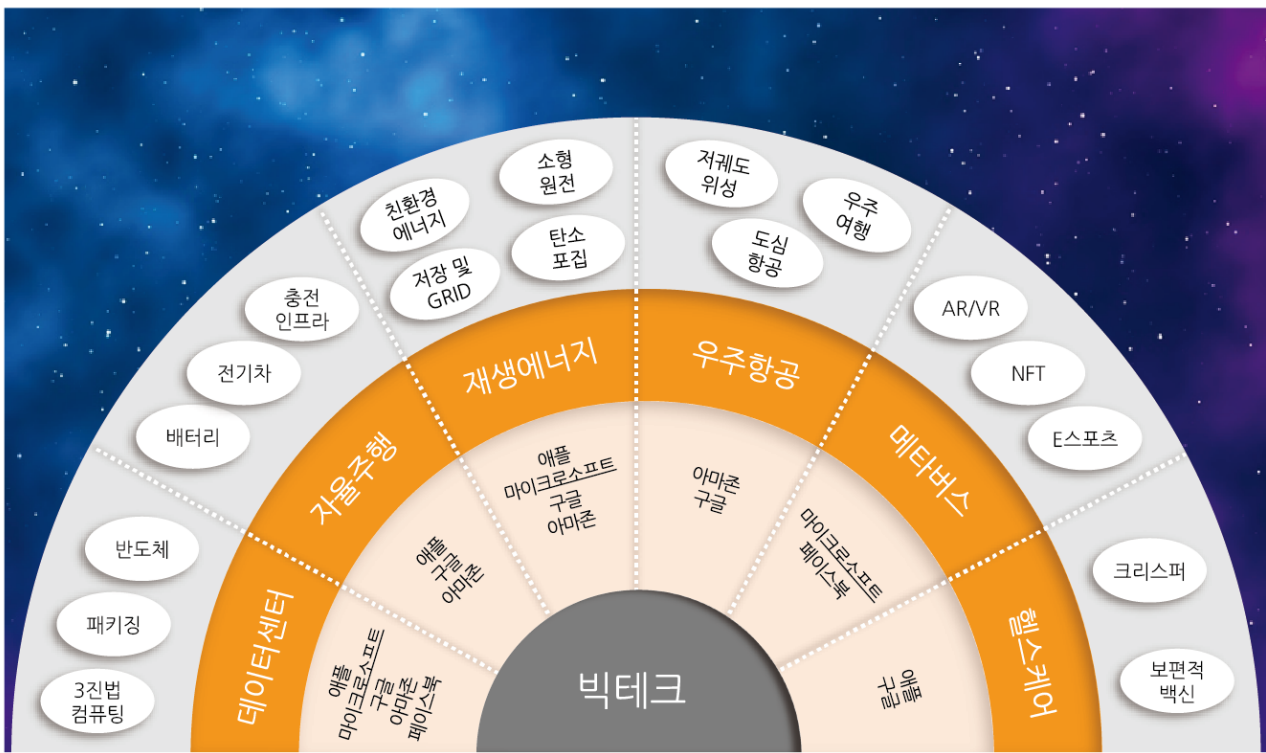 소형
원전
친환경
에너지
탄소
포집
저장 및
GRID
저궤도
위성
우주
여행
도심
항공
충전
인프라
전기차
배터리
AR/VR
NFT
E스포츠
반도체
패키징
3진법
컴퓨팅
크리스퍼
보편적
백신
데이터센터
자율주행
재생에너지
우주항공
메타버스
헬스케어
애플
마이크로소프트
구글
아마존
페이스북
애플
구글
아마존
애플
마이크로소프트
구글
아마존
아마존
구글
마이크로소프트
페이스북
애플
구글
빅테크